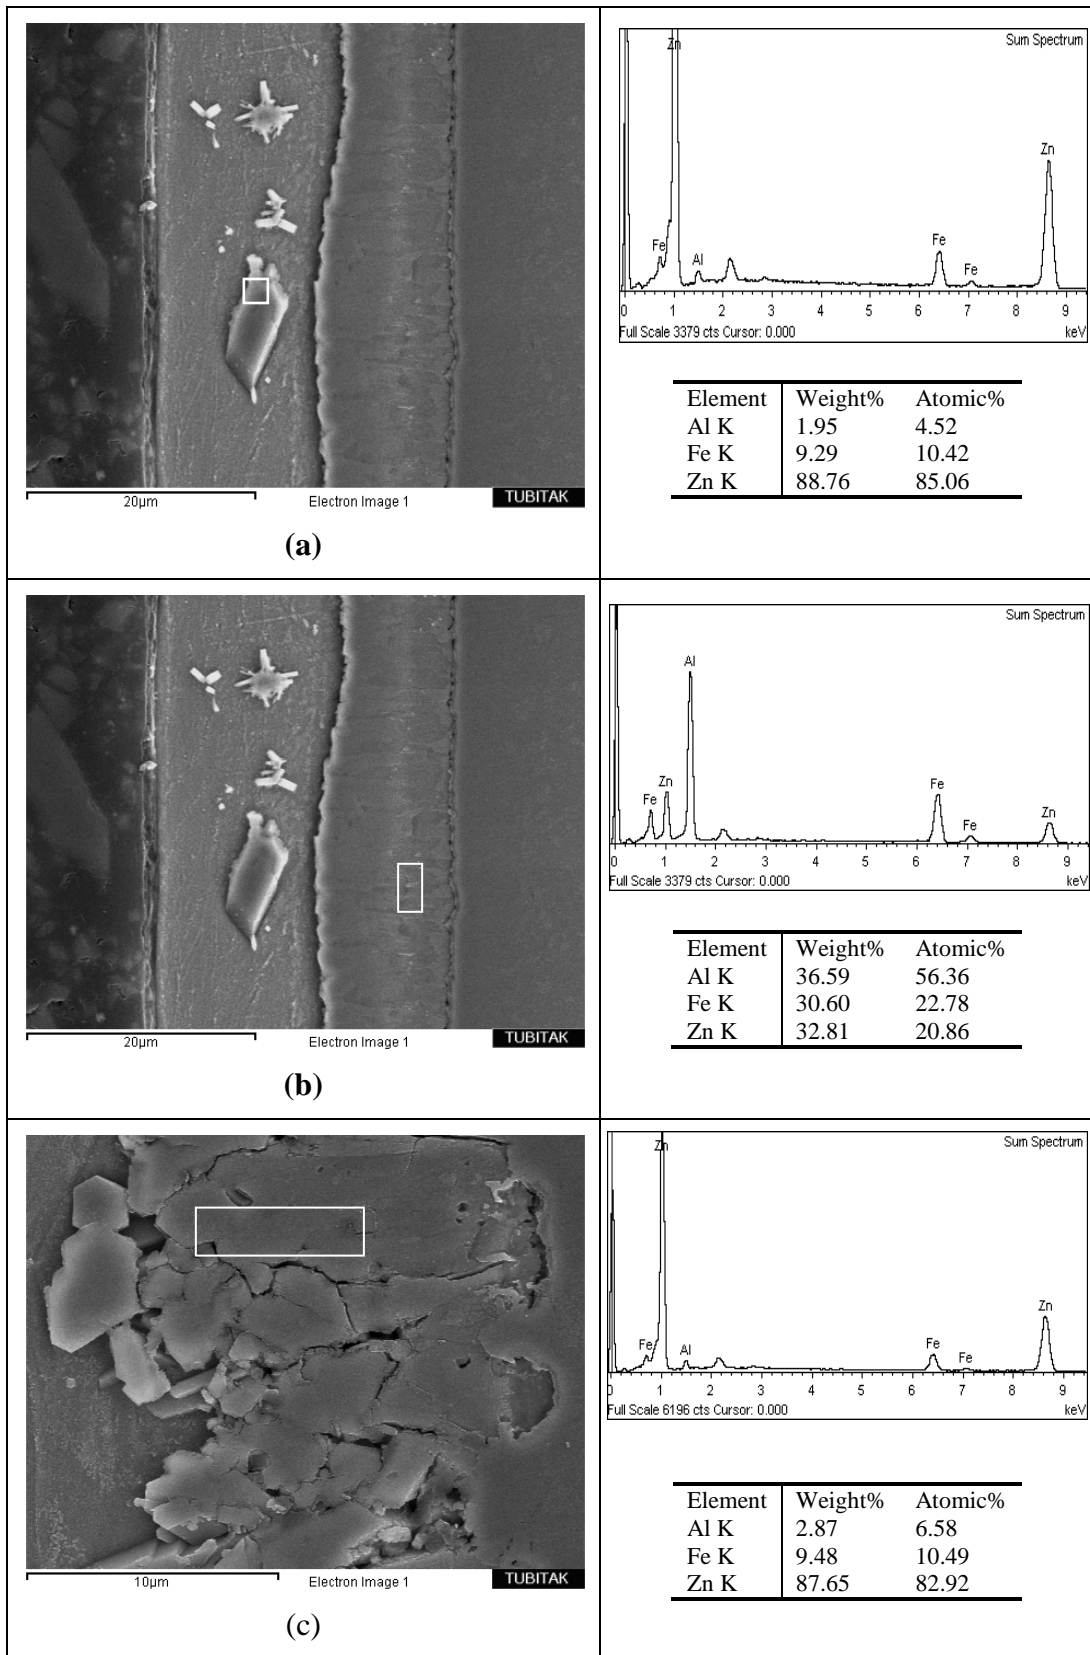 Sum Spectrum
Zn
Zn
Fe
Al
Fe
Fe
0 1 2 3 4 5 6 7 8 9
Full Scale 3379 cts Cursor: 0.000 keV
Element Weight% Atomic%
Al K 1.95 4.52
Fe K 9.29 10.42
Zn K 88.76 85.06
20µm Electron Image 1 TUBITAK
(a)
Sum Spectrum
Al
Zn
Fe
Fe
Fe
Zn
0 1 2 3 4 5 6 7 8 9
Full Scale 3379 cts Cursor: 0.000 keV
Element Weight% Atomic%
Al K 36.59 56.36
Fe K 30.60 22.78
Zn K 32.81 20.86
20µm Electron Image 1 TUBITAK
(b)
Sum Spectrum
Zn
Zn
Fe
Al
Fe
Fe
0 1 2 3 4 5 6 7 8 9
Full Scale 6196 cts Cursor: 0.000 keV
Element Weight% Atomic%
Al K 2.87 6.58
Fe K 9.48 10.49
Zn K 87.65 82.92
10µm Electron Image 1 TUBITAK
(c)